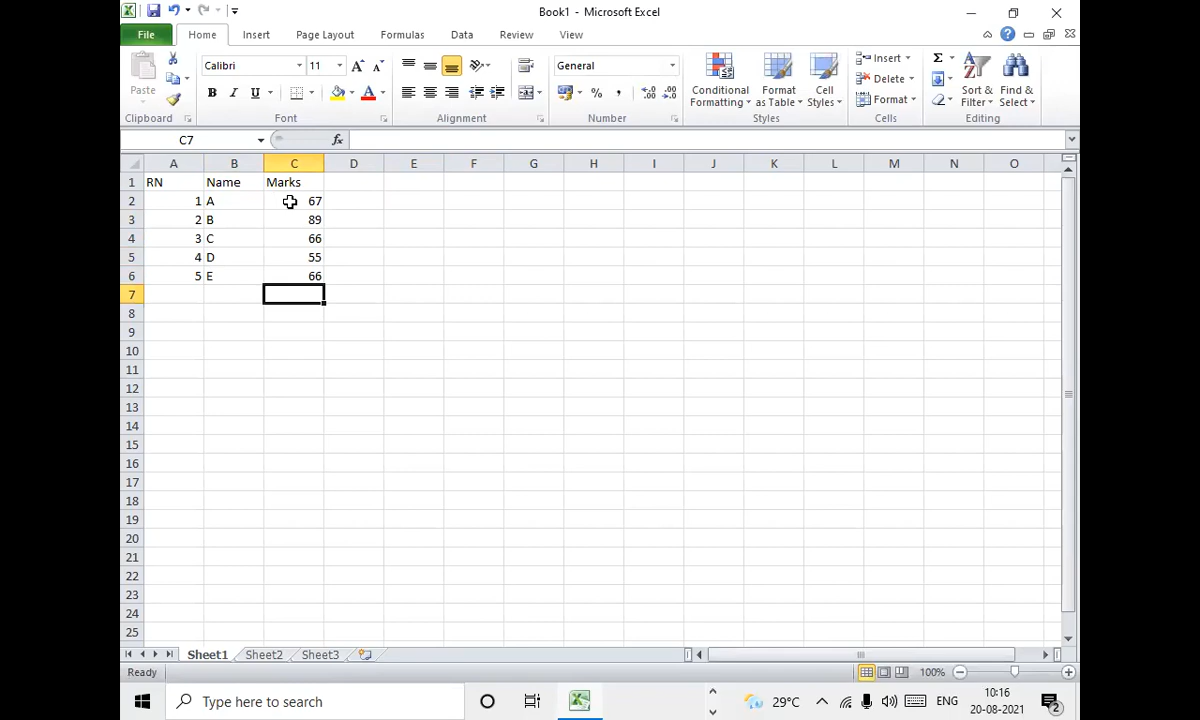 Book1 - Microsoft Excel
File Home Insert Page Layout Formulas Data Review View
Paste
Clipboard
Calibri 11
B I U
A A A
Font
Alignment
General
% ,
.00 .0
Number
Conditional Formatting
Format as Table
Cell Styles
Styles
Insert
Delete
Format
Cells
Σ
Sort & Filter
Find & Select
Editing
C7 fx
A B C D E F G H I J K L M N O
1 RN Name Marks
2 1 A 67
3 2 B 89
4 3 C 66
5 4 D 55
6 5 E 66
7
8
9
10
11
12
13
14
15
16
17
18
19
20
21
22
23
24
25
Sheet1 Sheet2 Sheet3
Ready 100%
Type here to search
29°C ENG
10:16
20-08-2021
2